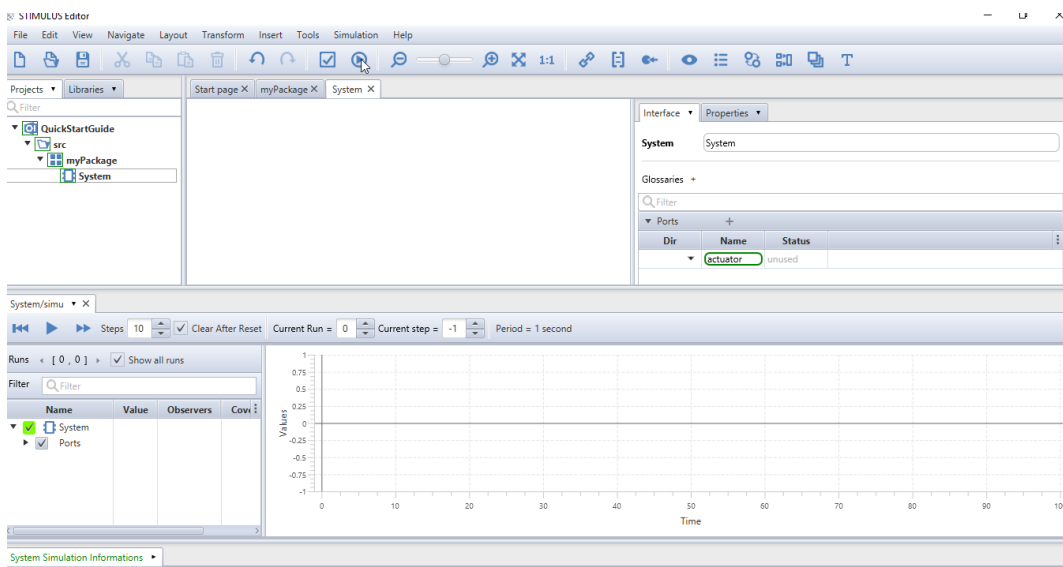 STIMULUS Editor
File Edit View Navigate Layout Transform Insert Tools Simulation Help
1:1 T
Projects Libraries
Start page myPackage System
Filter
QuickStartGuide
src
myPackage
System
Interface Properties
System System
Glossaries +
Filter
Ports +
Dir Name Status
actuator unused
System/simu
Steps 10 Clear After Reset Current Run = 0 Current step = -1 Period = 1 second
Runs [ 0 , 0 ] Show all runs
Filter Filter
Name Value Observers Cove
System
Ports
1
0.75
0.5
0.25
0
-0.25
-0.5
-0.75
-1
Values
0 10 20 30 40 50 60 70 80 90 10
Time
System Simulation Informations